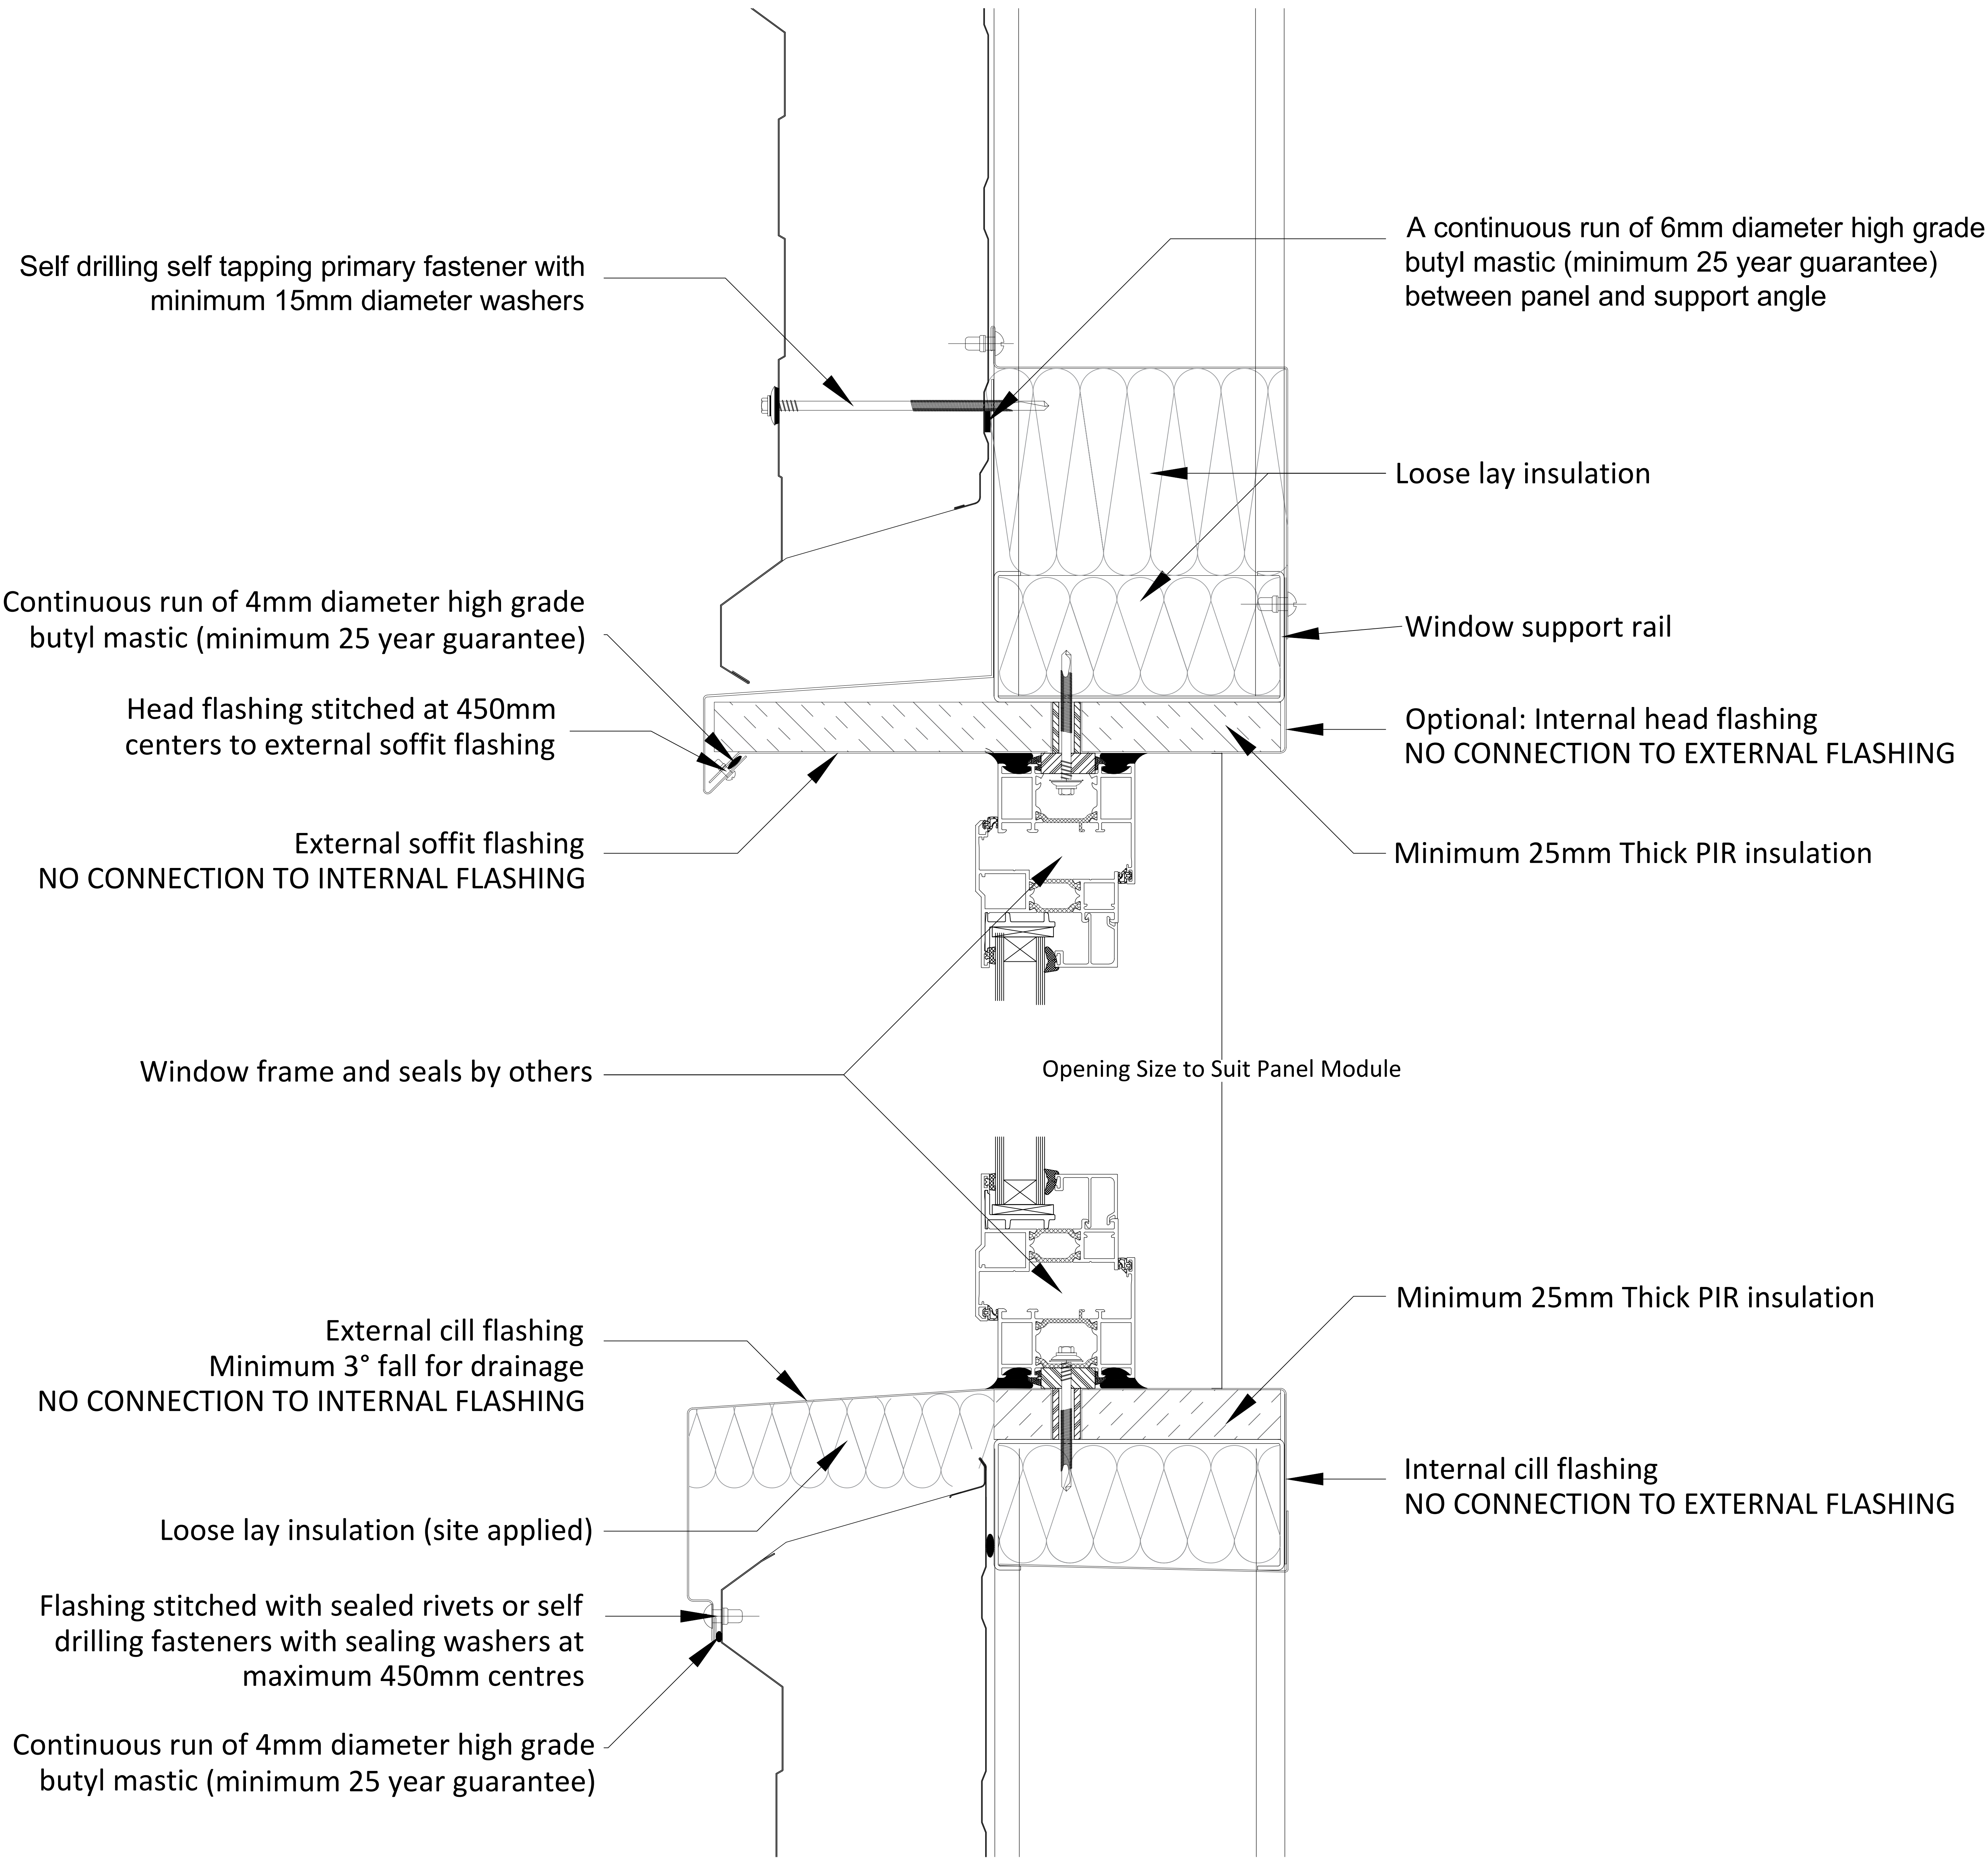 Self drilling self tapping primary fastener with
minimum 15mm diameter washers
A continuous run of 6mm diameter high grade
butyl mastic (minimum 25 year guarantee)
between panel and support angle
Loose lay insulation
Continuous run of 4mm diameter high grade
butyl mastic (minimum 25 year guarantee)
Window support rail
Head flashing stitched at 450mm
centers to external soffit flashing
Optional: Internal head flashing
NO CONNECTION TO EXTERNAL FLASHING
External soffit flashing
NO CONNECTION TO INTERNAL FLASHING
Minimum 25mm Thick PIR insulation
Window frame and seals by others
Opening Size to Suit Panel Module
Minimum 25mm Thick PIR insulation
External cill flashing
Minimum 3° fall for drainage
NO CONNECTION TO INTERNAL FLASHING
Internal cill flashing
NO CONNECTION TO EXTERNAL FLASHING
Loose lay insulation (site applied)
Flashing stitched with sealed rivets or self
drilling fasteners with sealing washers at
maximum 450mm centres
Continuous run of 4mm diameter high grade
butyl mastic (minimum 25 year guarantee)